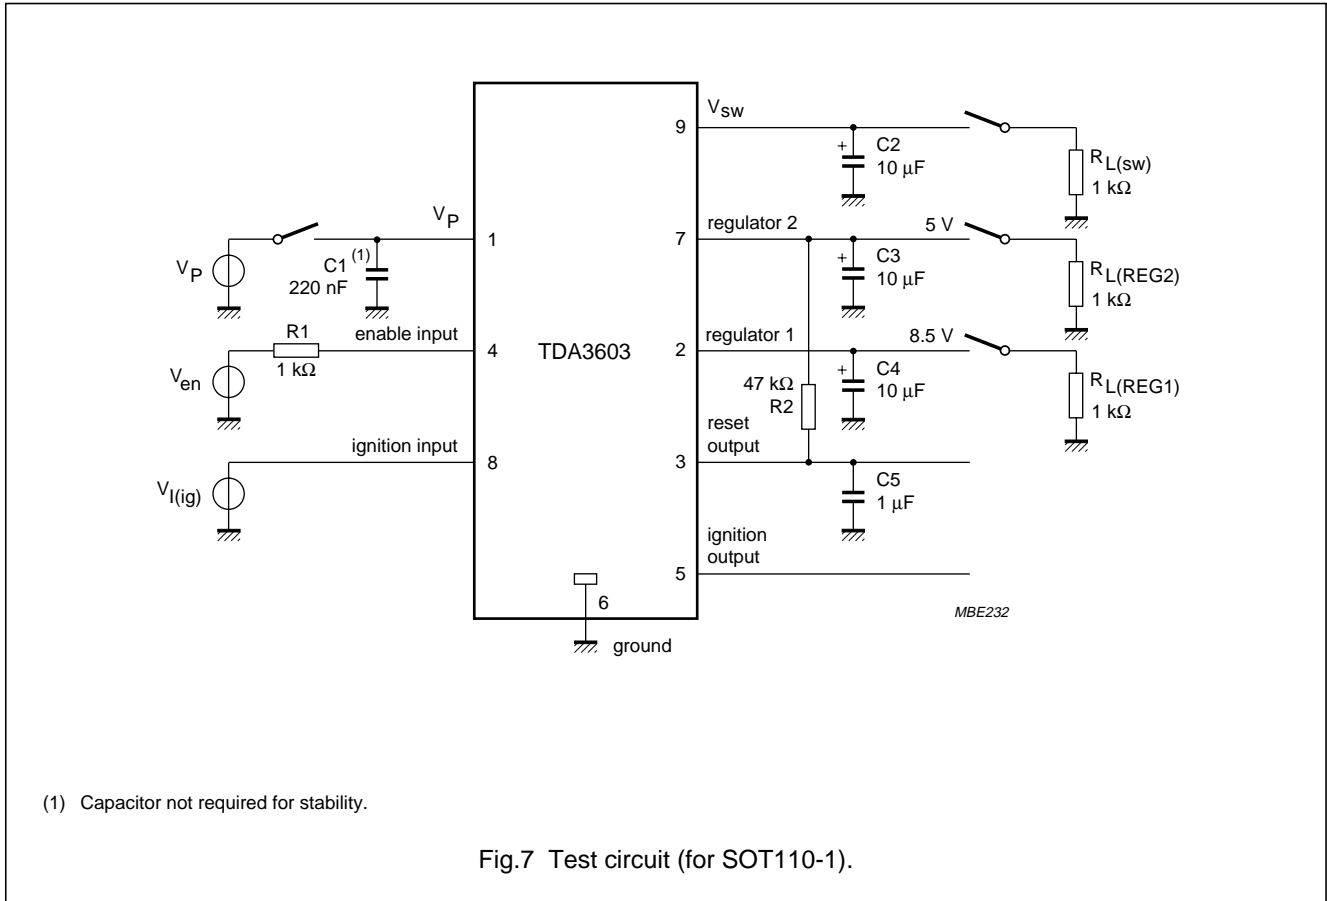 V_sw
9
C2
10 µF
+
R_L(sw)
1 kΩ
V_P
V_P
1
C1 (1)
220 nF
regulator 2
7
5 V
C3
10 µF
+
R_L(REG2)
1 kΩ
R1
1 kΩ
enable input
4
V_en
TDA3603
regulator 1
2
8.5 V
C4
10 µF
+
R_L(REG1)
1 kΩ
47 kΩ
R2
ignition input
8
V_I(ig)
reset
output
3
C5
1 µF
ignition
output
5
6
ground
MBE232
(1) Capacitor not required for stability.
Fig.7 Test circuit (for SOT110-1).